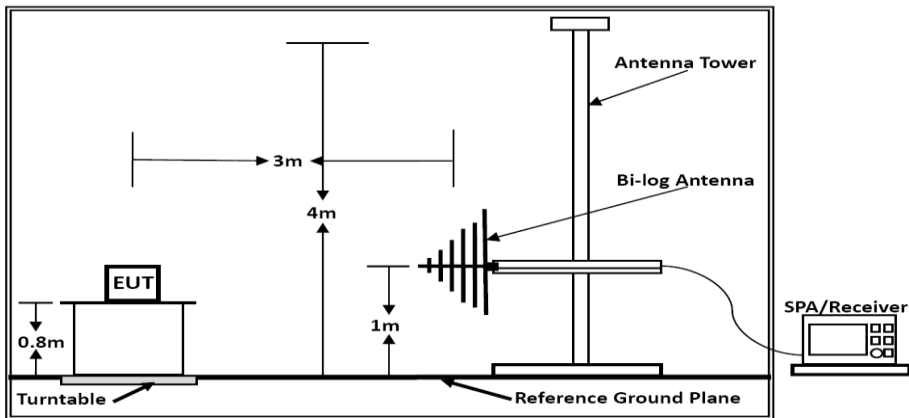 Antenna Tower
3m
Bi-log Antenna
4m
EUT
SPA/Receiver
0.8m
1m
Turntable
Reference Ground Plane